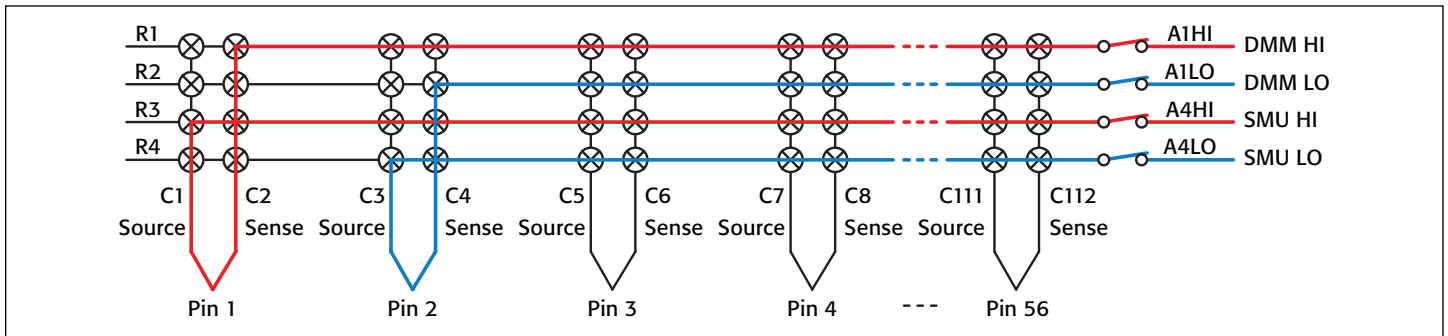 R1 A1HI DMM HI
R2 A1LO DMM LO
R3 A4HI SMU HI
R4 A4LO SMU LO
C1 C2 C3 C4 C5 C6 C7 C8 C111 C112
Source Sense Source Sense Source Sense Source Sense Source Sense
Pin 1 Pin 2 Pin 3 Pin 4 Pin 56